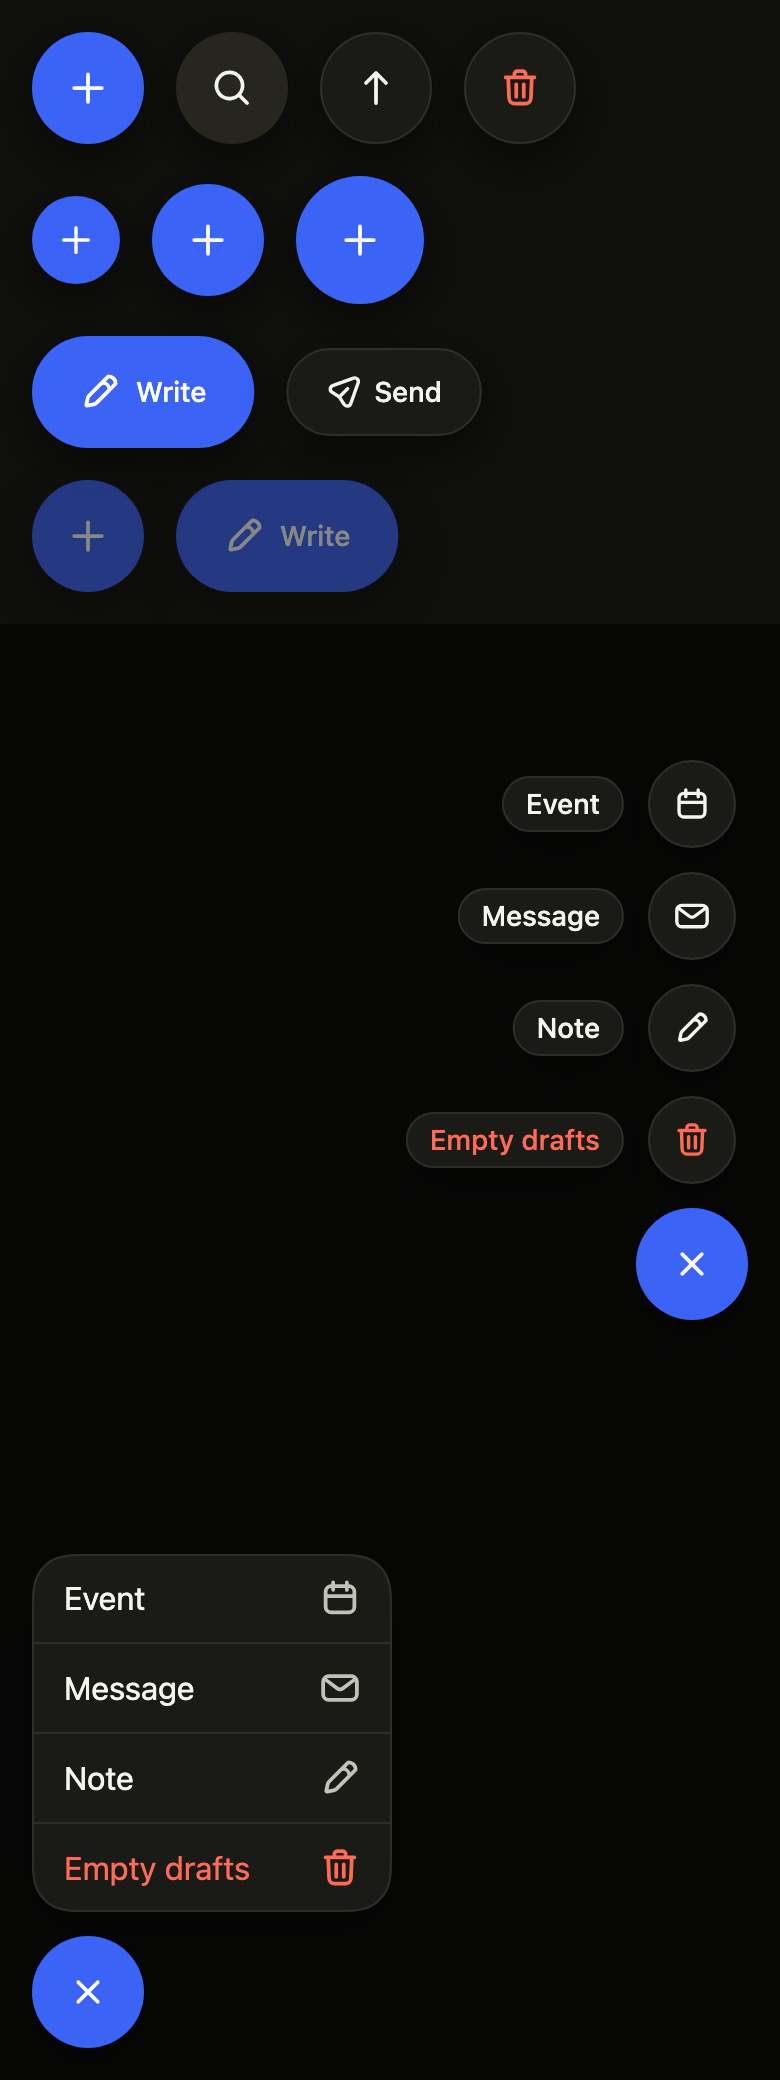 Write
Send
Write
Event
Message
Note
Empty drafts
Event
Message
Note
Empty drafts